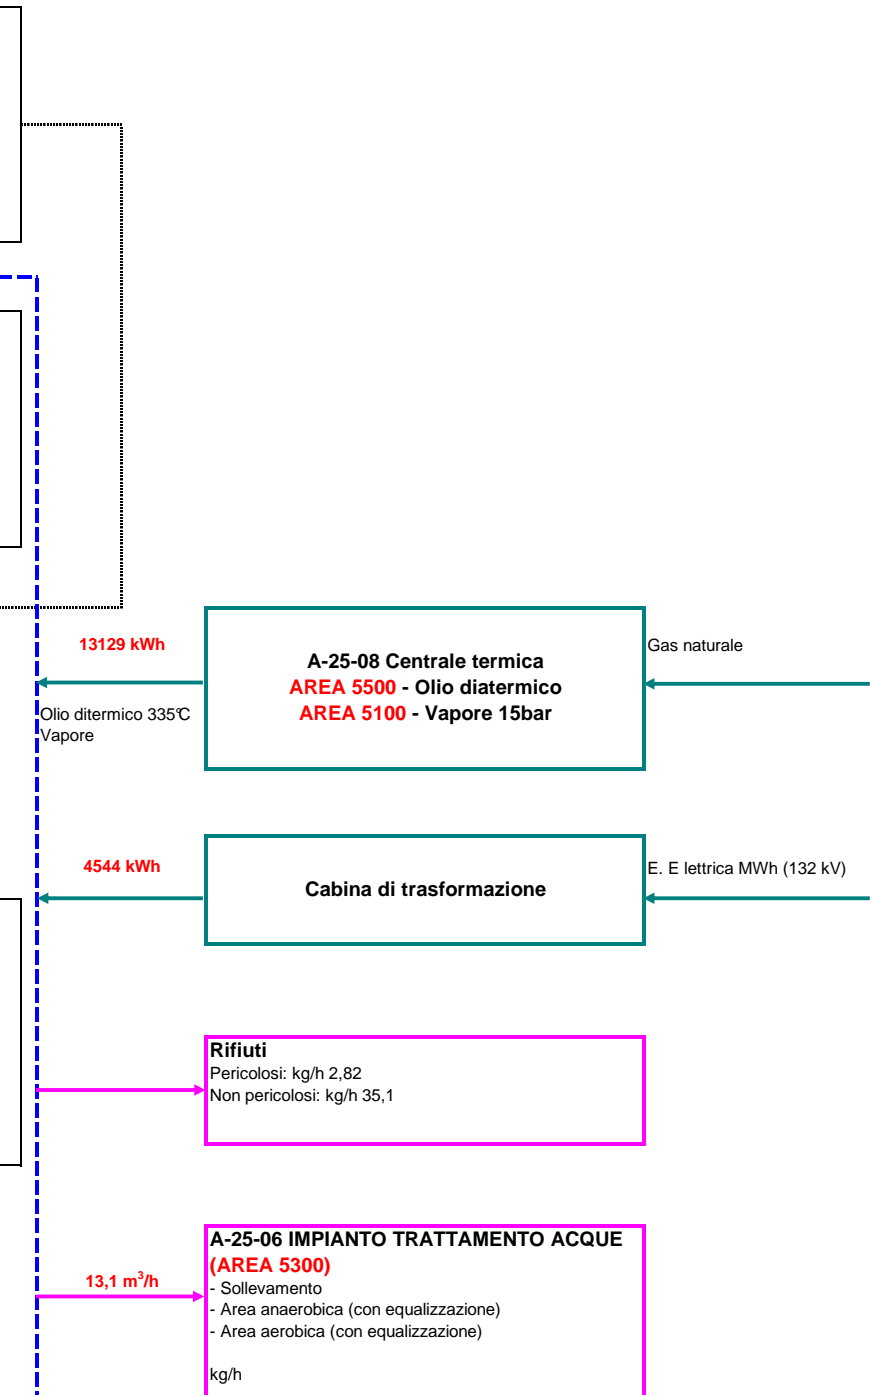 13129 kWh
Olio ditermico 335°C
Vapore
A-25-08 Centrale termica
AREA 5500 - Olio diatermico
AREA 5100 - Vapore 15bar
Gas naturale
4544 kWh
Cabina di trasformazione
E. E lettrica MWh (132 kV)
Rifiuti
Pericolosi: kg/h 2,82
Non pericolosi: kg/h 35,1
13,1 m³/h
A-25-06 IMPIANTO TRATTAMENTO ACQUE
(AREA 5300)
- Sollevamento
- Area anaerobica (con equalizzazione)
- Area aerobica (con equalizzazione)
kg/h